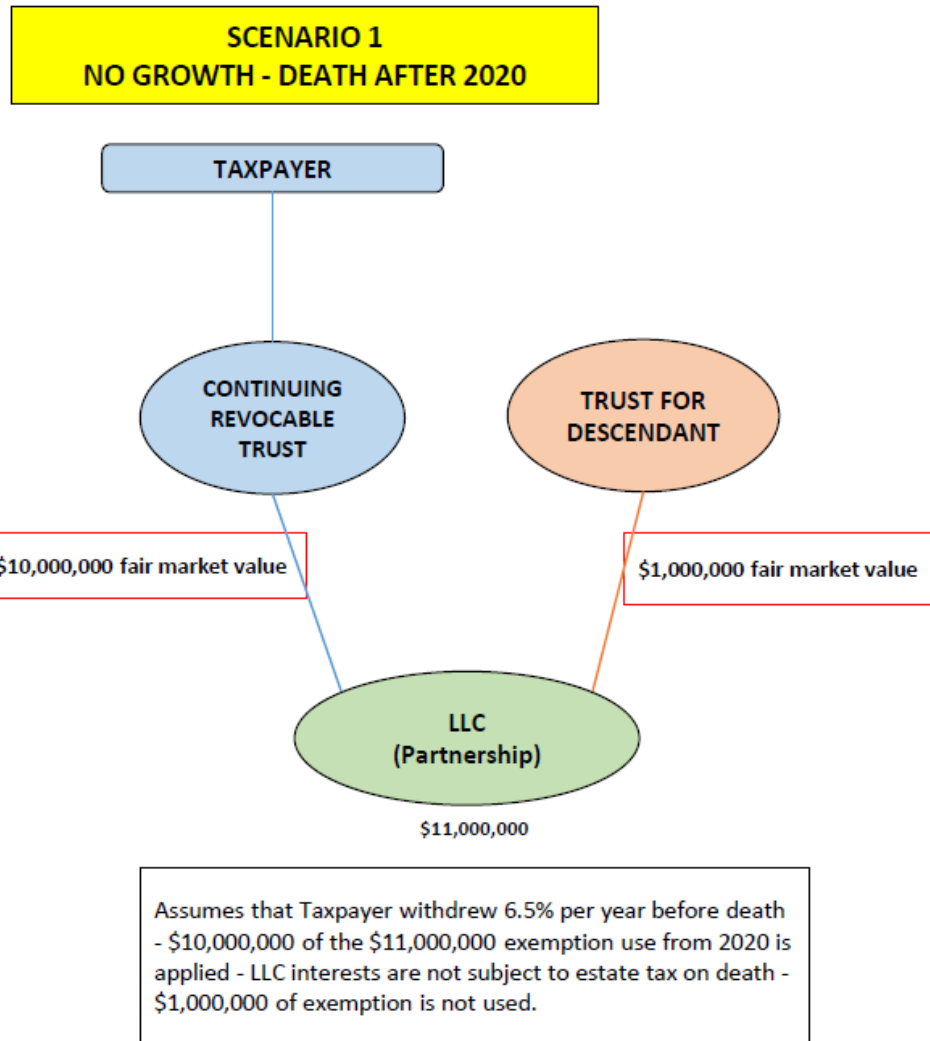 SCENARIO 1
NO GROWTH - DEATH AFTER 2020
TAXPAYER
CONTINUING
REVOCABLE
TRUST
TRUST FOR
DESCENDANT
$10,000,000 fair market value
$1,000,000 fair market value
LLC
(Partnership)
$11,000,000
Assumes that Taxpayer withdrew 6.5% per year before death
- $10,000,000 of the $11,000,000 exemption use from 2020 is
applied - LLC interests are not subject to estate tax on death -
$1,000,000 of exemption is not used.